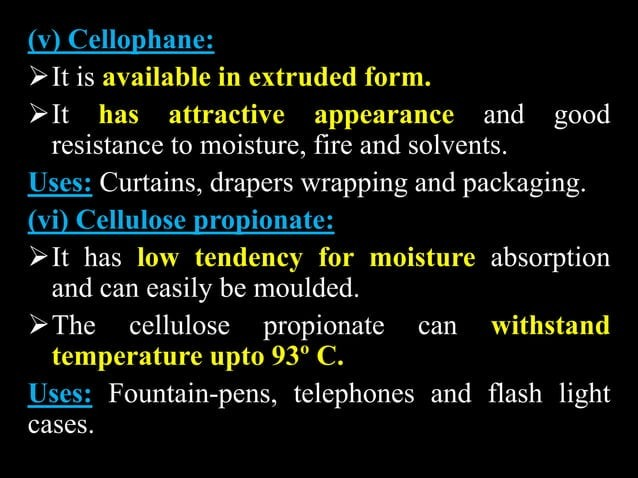 (v) Cellophane:
➢It is available in extruded form.
➢It has attractive appearance and good
resistance to moisture, fire and solvents.
Uses: Curtains, drapers wrapping and packaging.
(vi) Cellulose propionate:
➢It has low tendency for moisture absorption
and can easily be moulded.
➢The cellulose propionate can withstand
temperature upto 93º C.
Uses: Fountain-pens, telephones and flash light
cases.